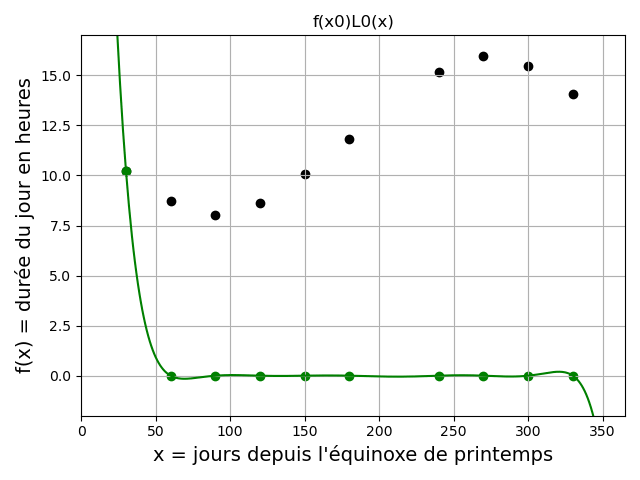 f(x0)L0(x)
f(x) = durée du jour en heures
15.0
12.5
10.0
7.5
5.0
2.5
0.0
0 50 100 150 200 250 300 350
x = jours depuis l'équinoxe de printemps